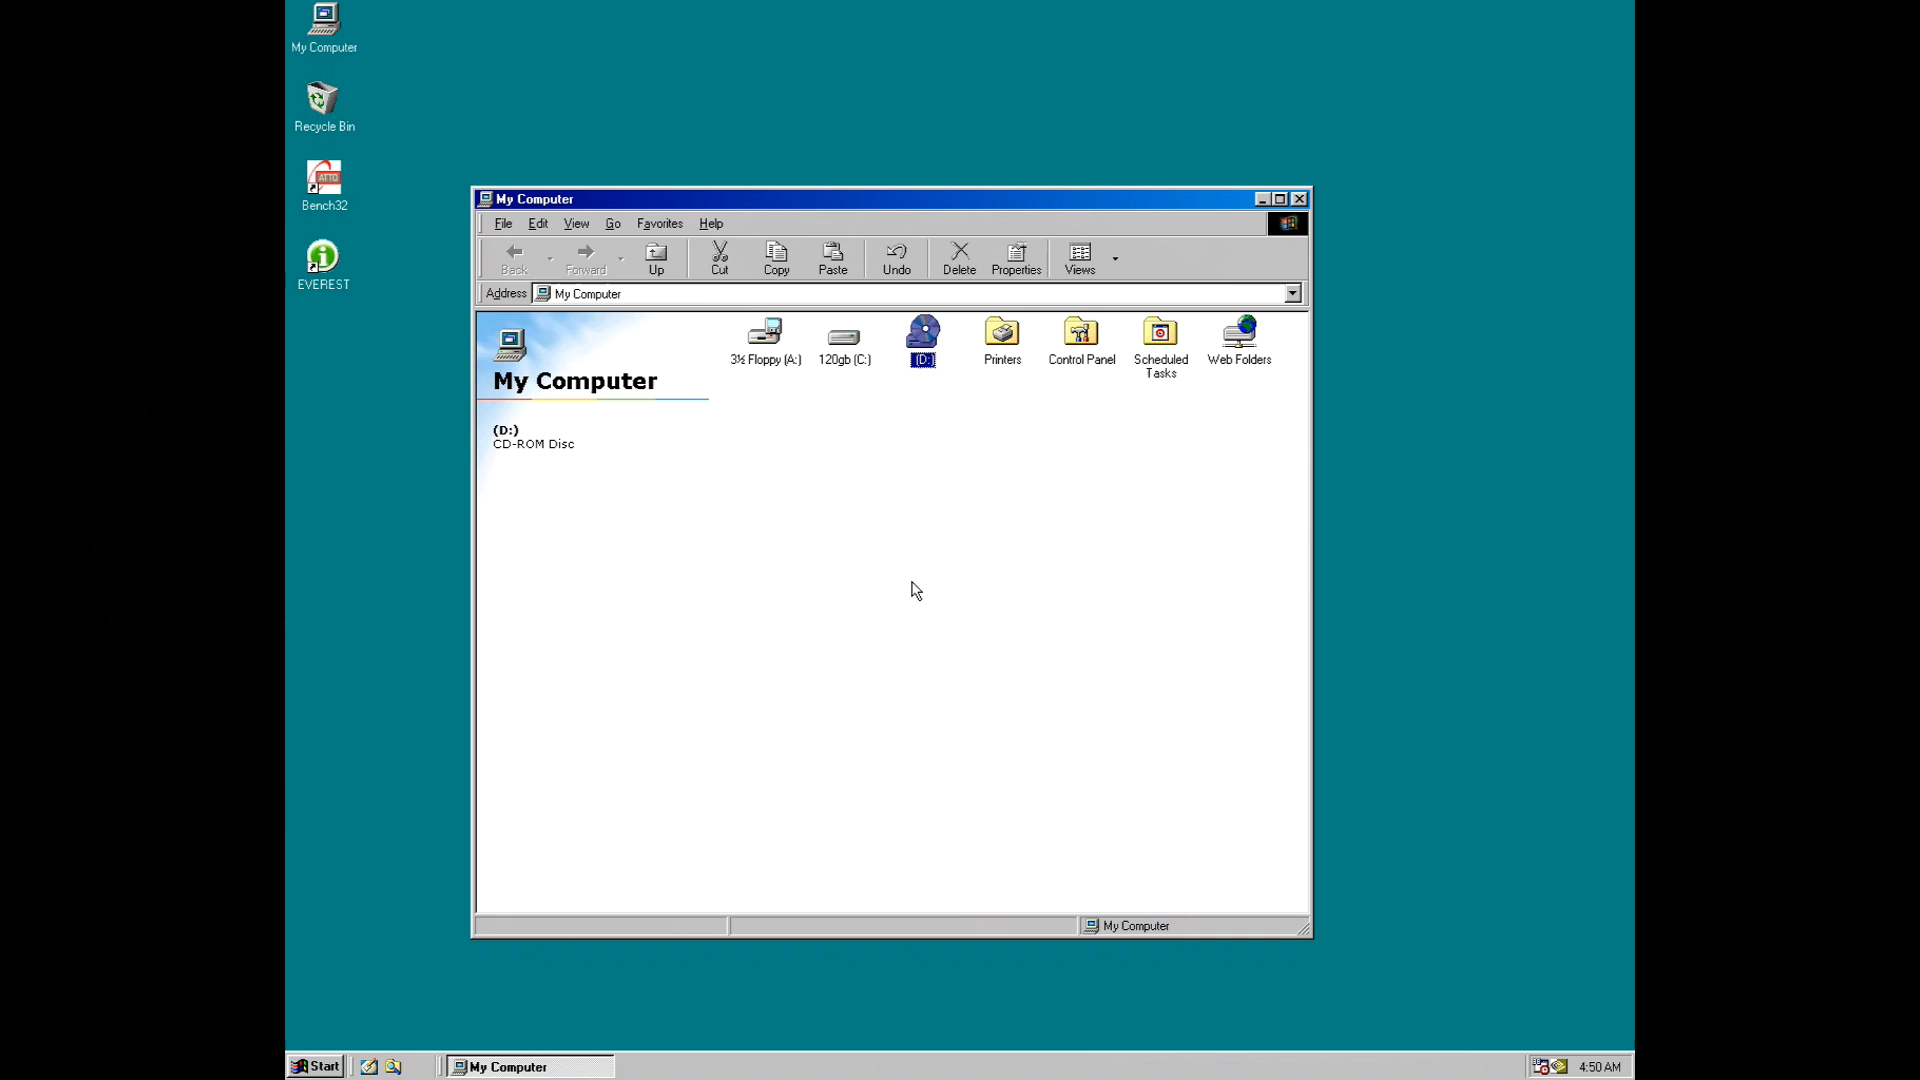 My Computer
Recycle Bin
ATTO
Bench32
EVEREST
My Computer
File Edit View Go Favorites Help
Back Forward Up Cut Copy Paste Undo Delete Properties Views
Address My Computer
3½ Floppy (A:) 120gb (C:) (D:) Printers Control Panel Scheduled Tasks Web Folders
My Computer
(D:)
CD-ROM Disc
My Computer
Start My Computer 4:50 AM